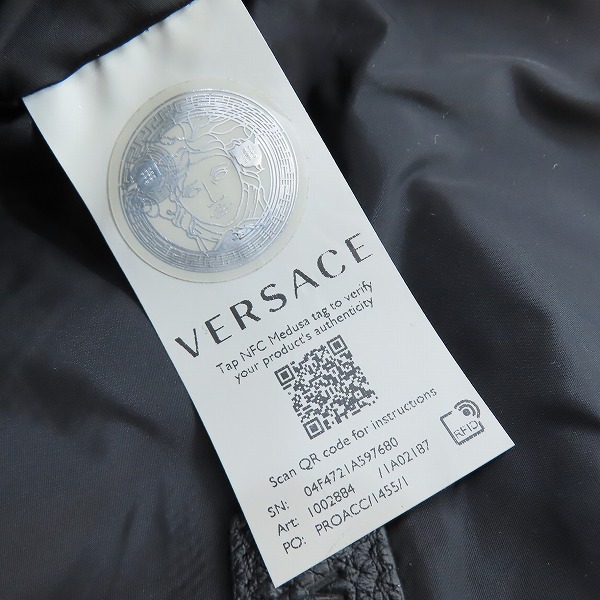 VERSACE
Tap NFC Medusa tag to verify
your product's authenticity
Scan QR code for instructions
RFID
SN: 04F4721A597680
Art: 1002884 /1A02187
PO: PROACC/1455/1